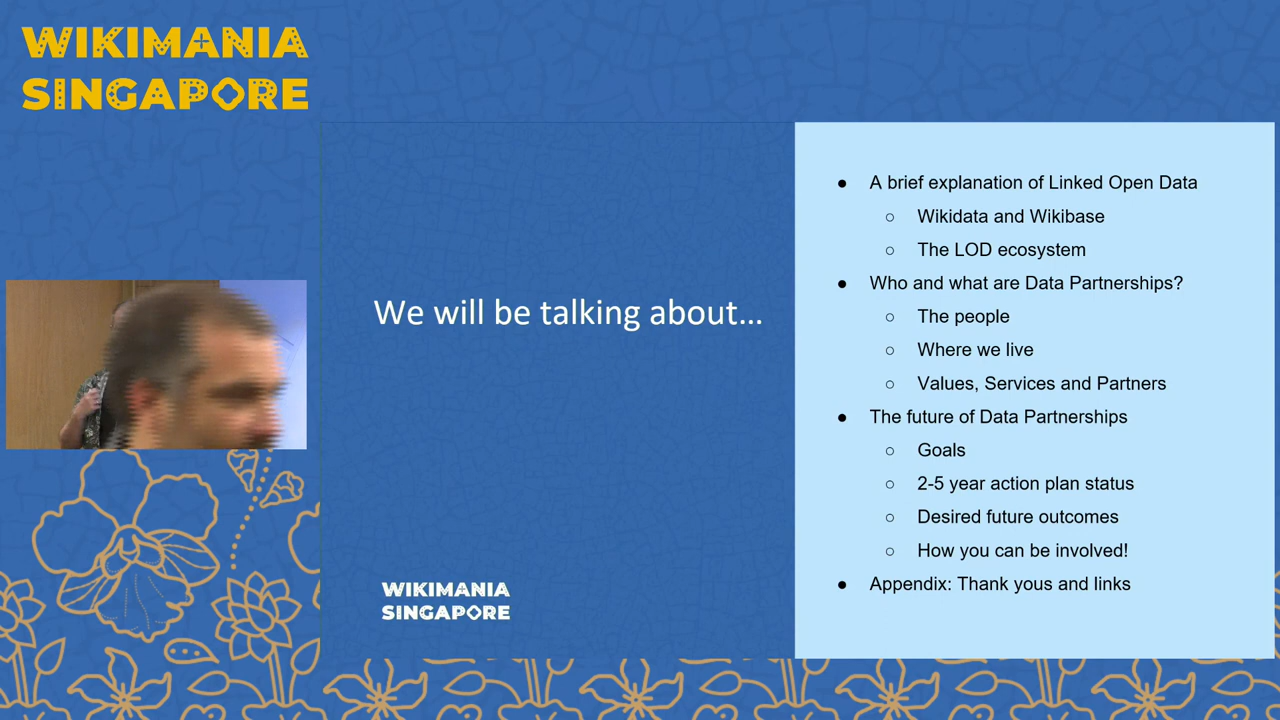 WIKIMANIA
SINGAPORE
We will be talking about...
WIKIMANIA
SINGAPORE
● A brief explanation of Linked Open Data
○ Wikidata and Wikibase
○ The LOD ecosystem
● Who and what are Data Partnerships?
○ The people
○ Where we live
○ Values, Services and Partners
● The future of Data Partnerships
○ Goals
○ 2-5 year action plan status
○ Desired future outcomes
○ How you can be involved!
● Appendix: Thank yous and links